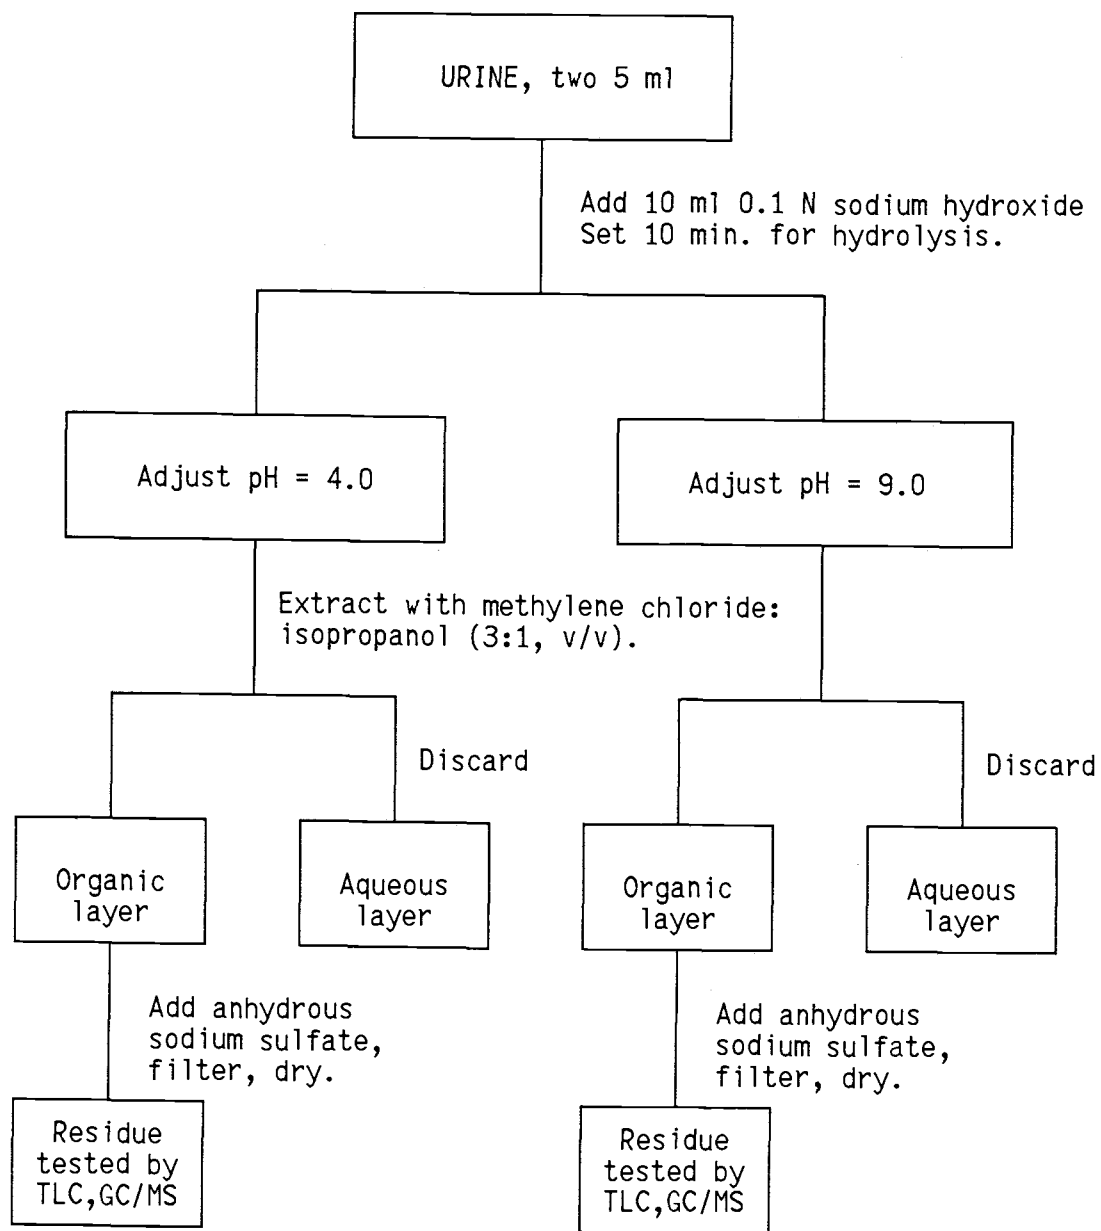 URINE, two 5 ml
Add 10 ml 0.1 N sodium hydroxide
Set 10 min. for hydrolysis.
Adjust pH = 4.0
Adjust pH = 9.0
Extract with methylene chloride:
isopropanol (3:1, v/v).
Discard
Discard
Organic
layer
Aqueous
layer
Organic
layer
Aqueous
layer
Add anhydrous
sodium sulfate,
filter, dry.
Add anhydrous
sodium sulfate,
filter, dry.
Residue
tested by
TLC,GC/MS
Residue
tested by
TLC,GC/MS